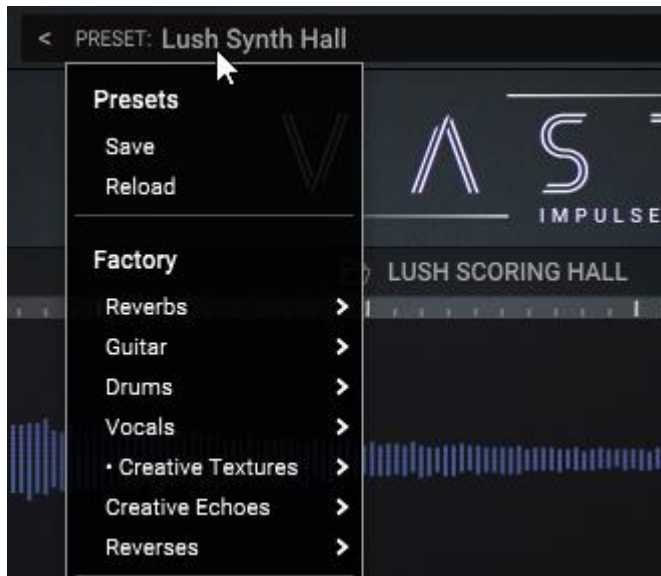 < PRESET: Lush Synth Hall
Presets
Save
Reload
VAS
IMPULSE
Factory
LUSH SCORING HALL
Reverbs >
Guitar >
Drums >
Vocals >
• Creative Textures >
Creative Echoes >
Reverses >